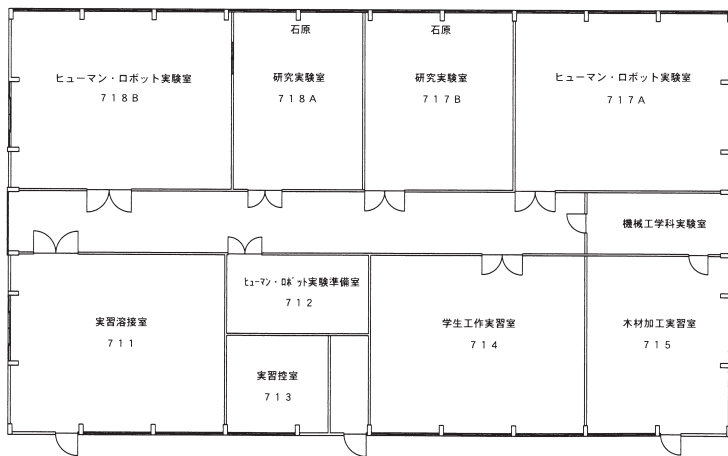 ヒューマン・ロボット実験室
７１８Ｂ
石原
研究実験室
７１８Ａ
石原
研究実験室
７１７Ｂ
ヒューマン・ロボット実験室
７１７Ａ
機械工学科実験室
実習溶接室
７１１
ヒューマン・ロボット実験準備室
７１２
実習控室
７１３
学生工作実習室
７１４
木材加工実習室
７１５